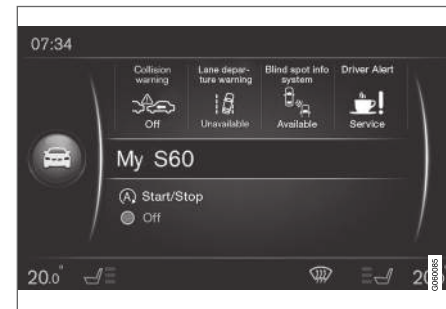 07:34
Collision warning
Off
Lane depar-
ture warning
Unavailable
Blind spot info system
Available
Driver Alert
Service
My S60
Start/Stop
Off
20.0°
G060085